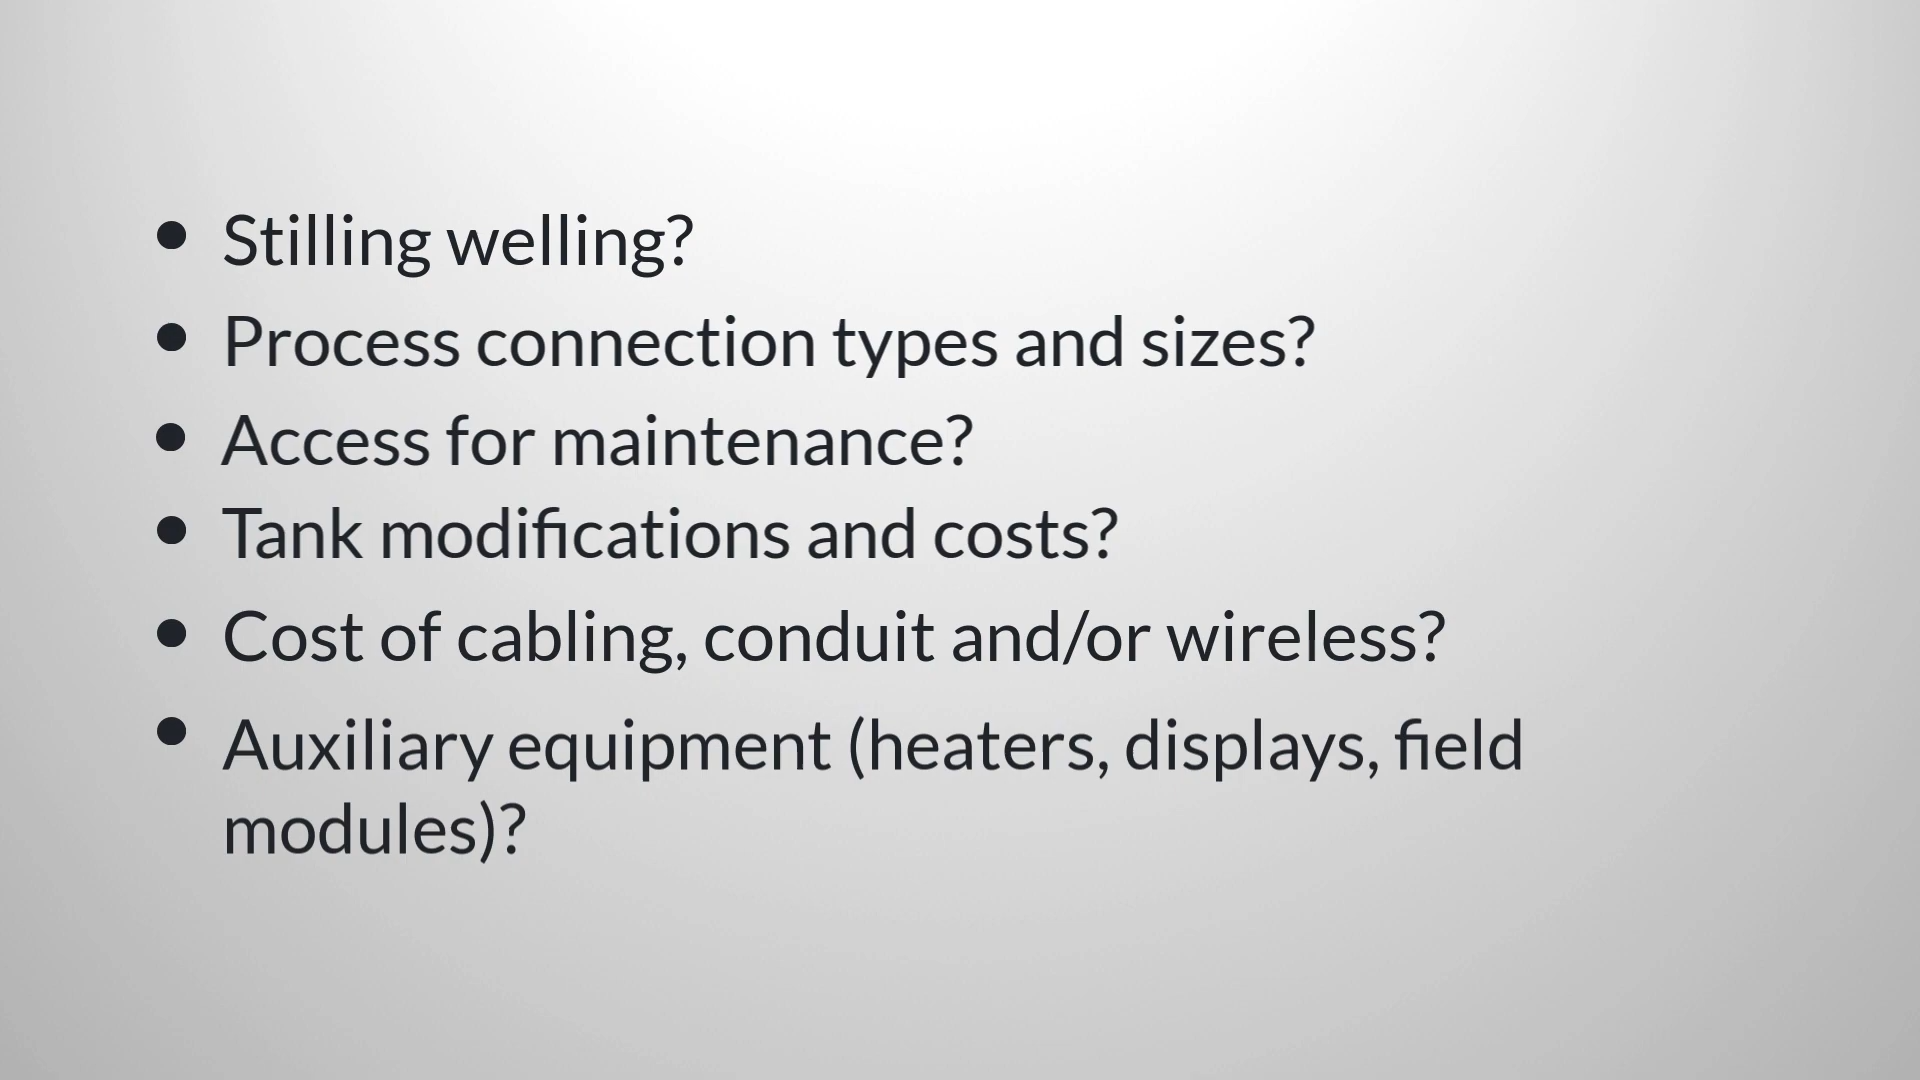 • Stilling welling?
• Process connection types and sizes?
• Access for maintenance?
• Tank modifications and costs?
• Cost of cabling, conduit and/or wireless?
• Auxiliary equipment (heaters, displays, field
modules)?